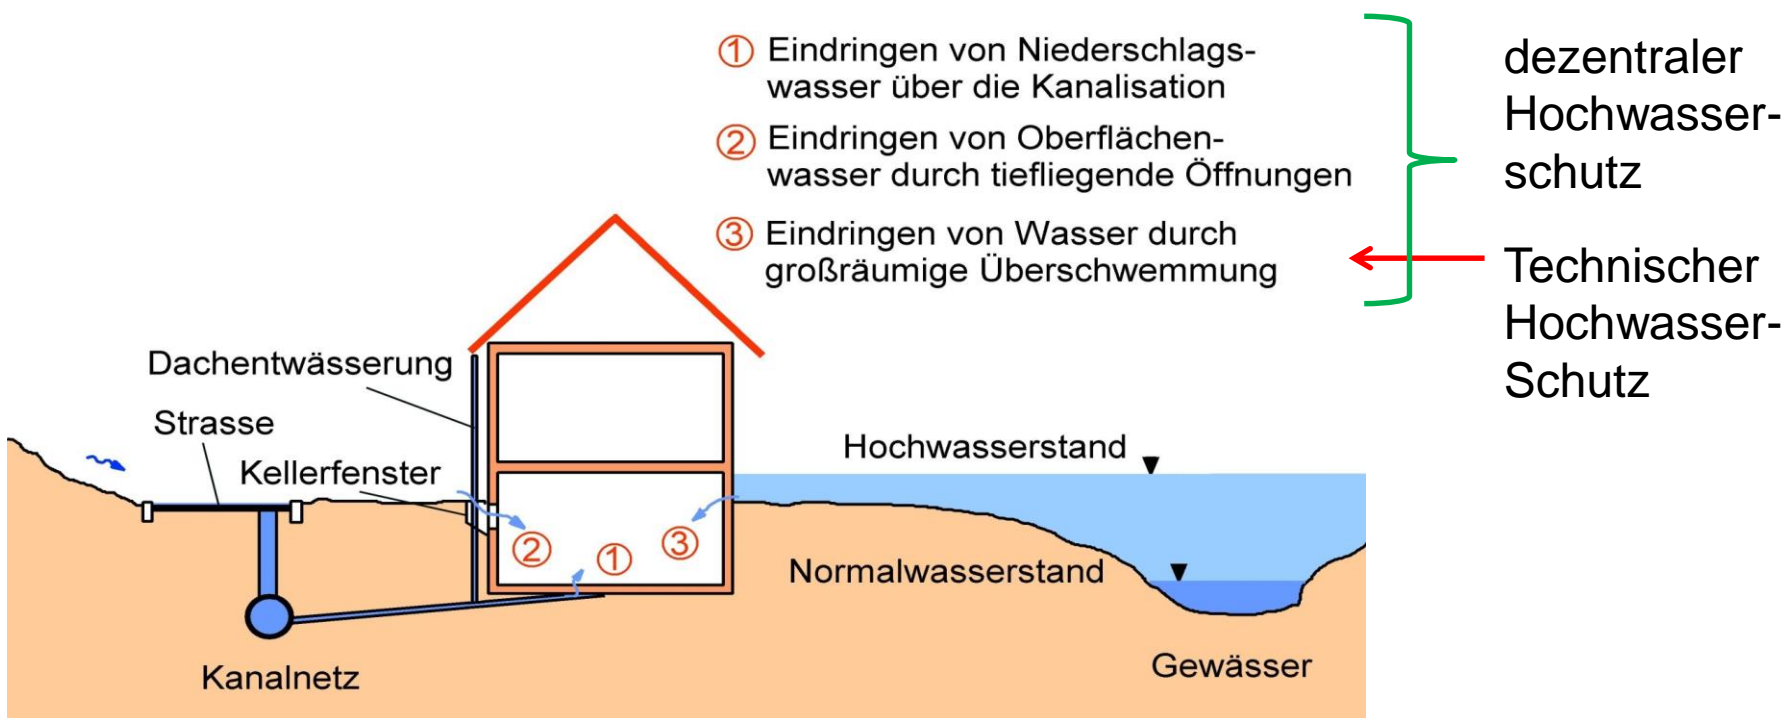 ① Eindringen von Niederschlags-
wasser über die Kanalisation
② Eindringen von Oberflächen-
wasser durch tiefliegende Öffnungen
③ Eindringen von Wasser durch
großräumige Überschwemmung
dezentraler
Hochwasser-
schutz
Technischer
Hochwasser-
Schutz
Dachentwässerung
Strasse
Kellerfenster
Hochwasserstand
② ① ③
Normalwasserstand
Kanalnetz
Gewässer